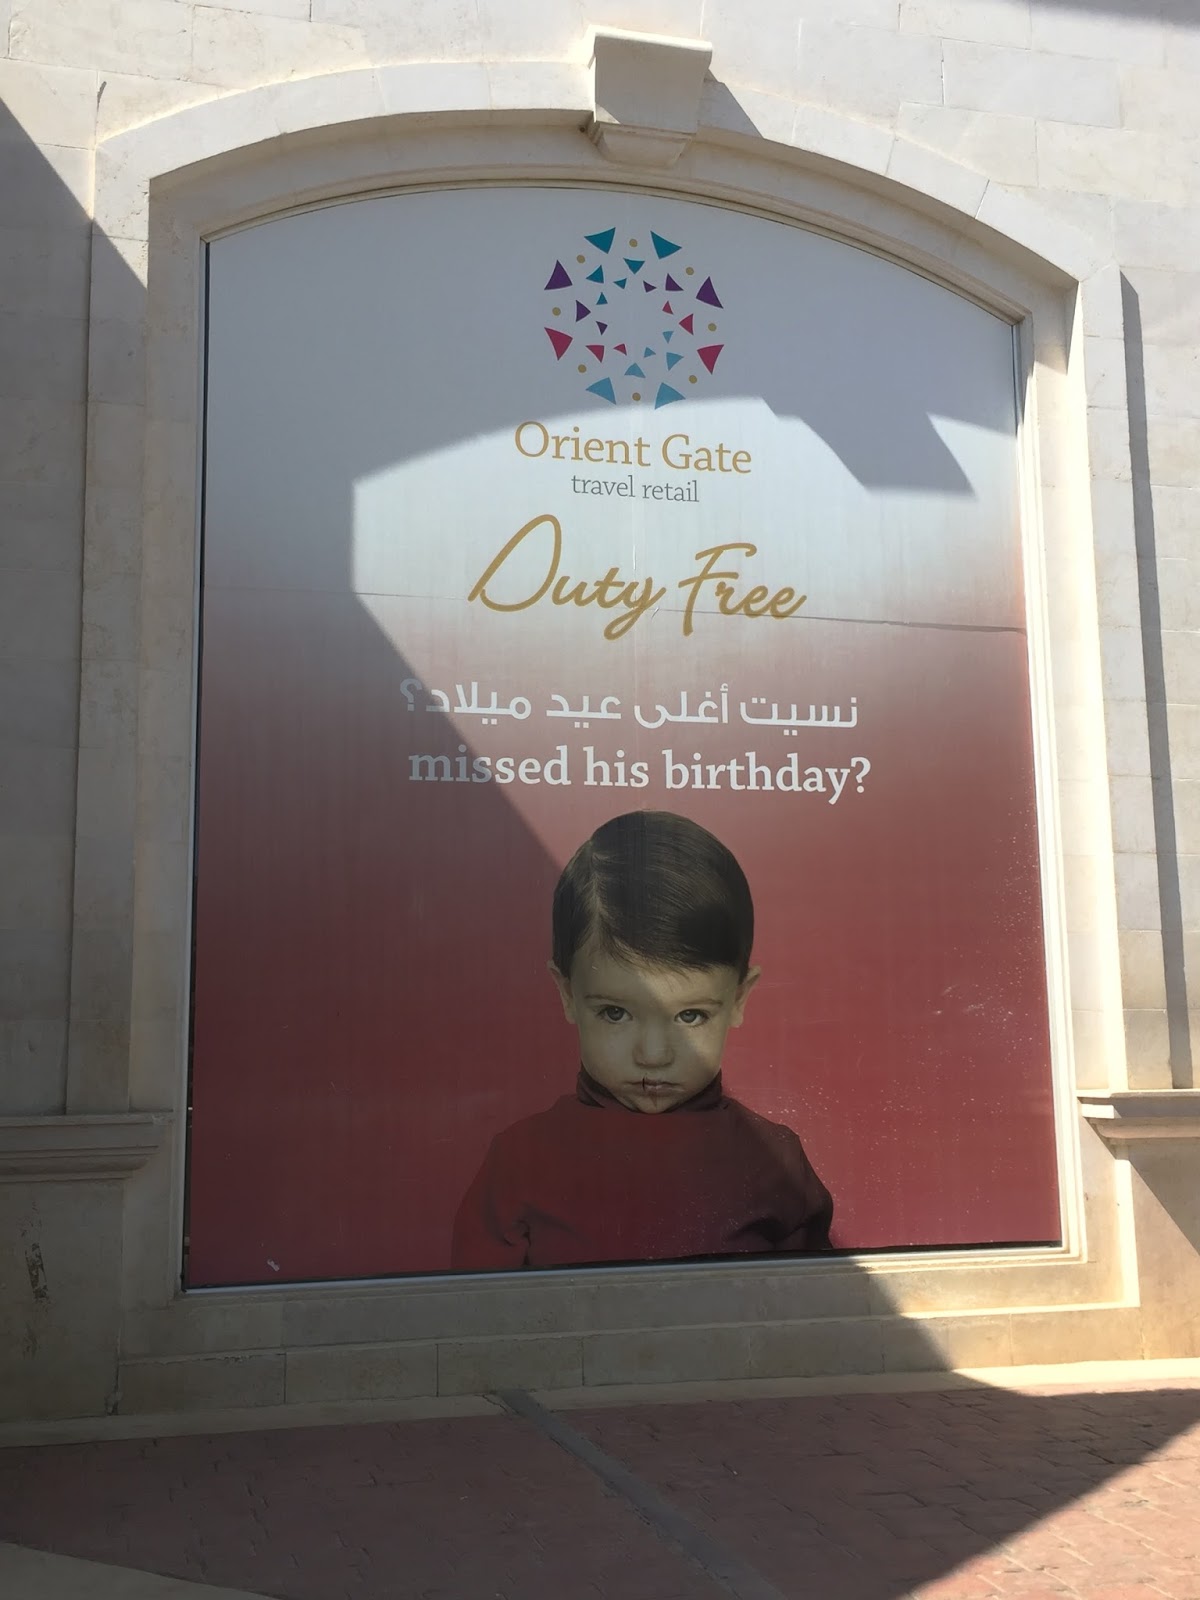 Orient Gate
travel retail
Duty Free
نسيت أغلى عيد ميلاد؟
missed his birthday?